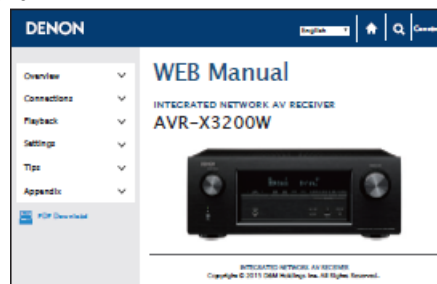 DENON
English
Overview
Connections
Playback
Settings
Tips
Appendix
PDF Download
WEB Manual
INTEGRATED NETWORK AV RECEIVER
AVR-X3200W
DENON
INTEGRATED NETWORK AV RECEIVER
Copyright © 2015 D&M Holdings Inc. All Rights Reserved.